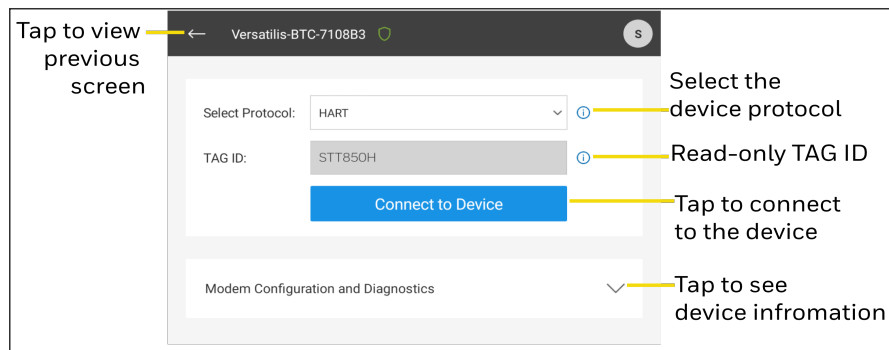 Tap to view
previous
screen
Versatilis-BTC-7108B3
S
Select Protocol:
HART
Select the
device protocol
TAG ID:
STT850H
Read-only TAG ID
Connect to Device
Tap to connect
to the device
Modem Configuration and Diagnostics
Tap to see
device infromation